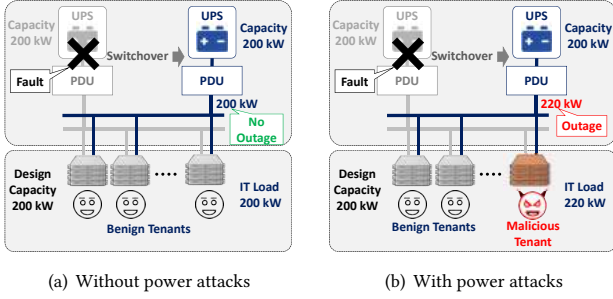 UPS
Capacity
200 kW
Switchover
UPS
Capacity
200 kW
Fault
PDU
PDU
200 kW
No
Outage
Design
Capacity
200 kW
....
IT Load
200 kW
Benign Tenants
(a) Without power attacks
UPS
Capacity
200 kW
Switchover
UPS
Capacity
200 kW
Fault
PDU
PDU
220 kW
Outage
Design
Capacity
200 kW
....
IT Load
220 kW
Benign Tenants
Malicious
Tenant
(b) With power attacks